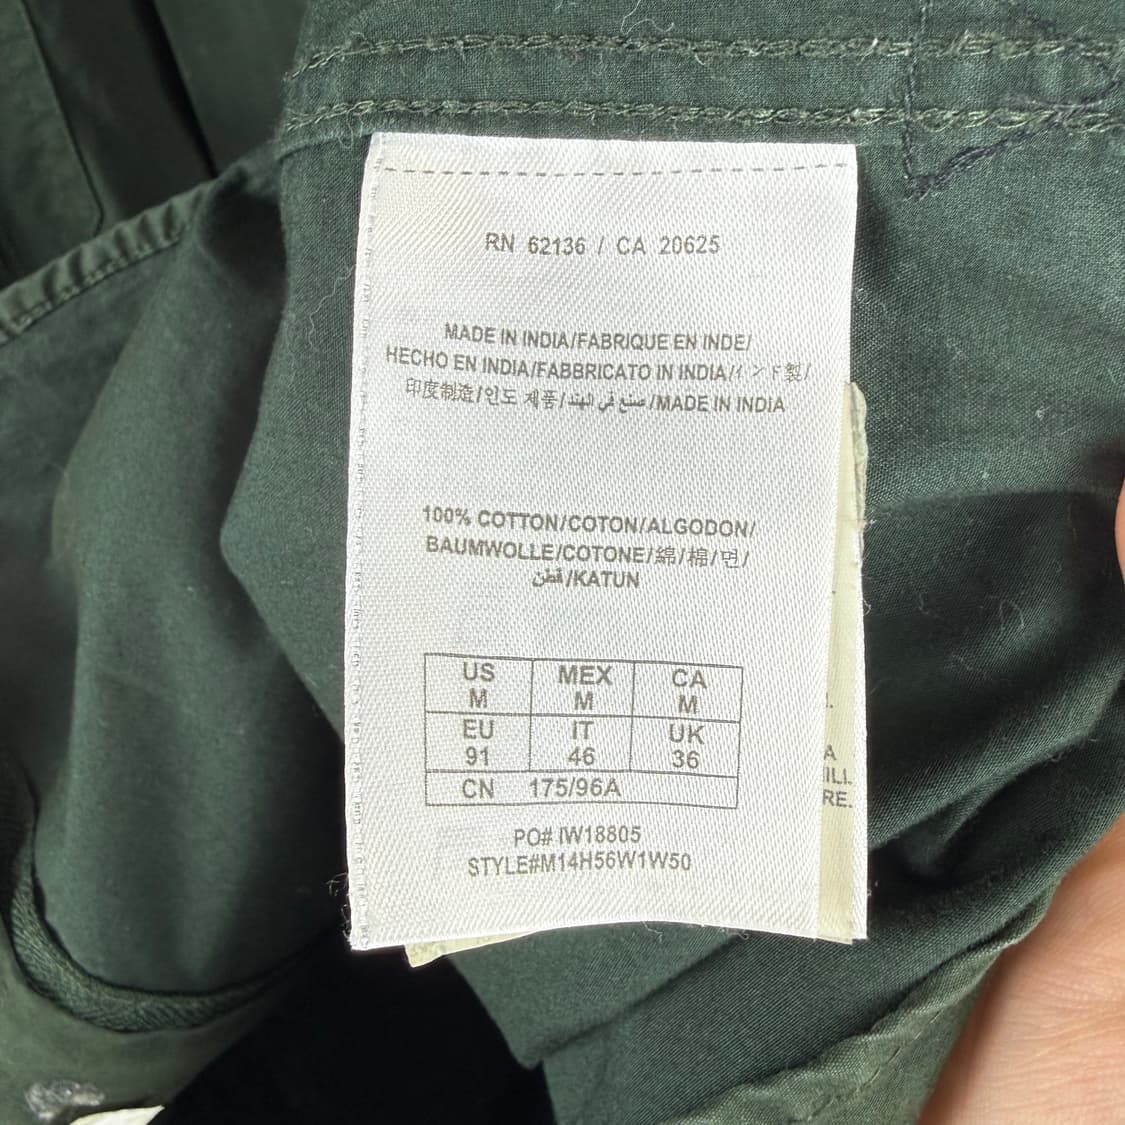 RN 62136 / CA 20625
MADE IN INDIA/FABRIQUE EN INDE/
HECHO EN INDIA/FABBRICATO IN INDIA/インド製/
印度制造/인도 제품/صنع في الهند/MADE IN INDIA
100% COTTON/COTON/ALGODON/
BAUMWOLLE/COTONE/綿/棉/면/
قطن/KATUN
US MEX CA
M M M
EU IT UK
91 46 36
CN 175/96A
PO# IW18805
STYLE#M14H56W1W50